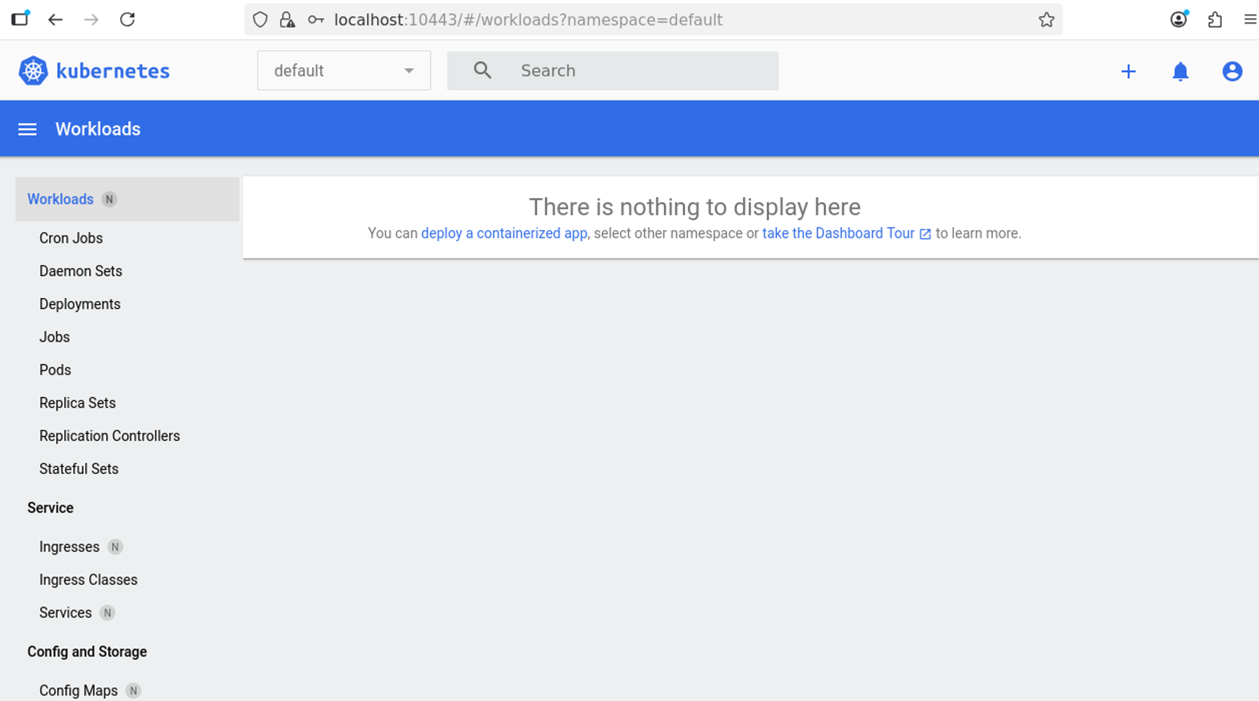 localhost:10443/#/workloads?namespace=default
kubernetes
default
Search
Workloads
Workloads N
There is nothing to display here
You can deploy a containerized app, select other namespace or take the Dashboard Tour to learn more.
Cron Jobs
Daemon Sets
Deployments
Jobs
Pods
Replica Sets
Replication Controllers
Stateful Sets
Service
Ingresses N
Ingress Classes
Services N
Config and Storage
Config Maps N